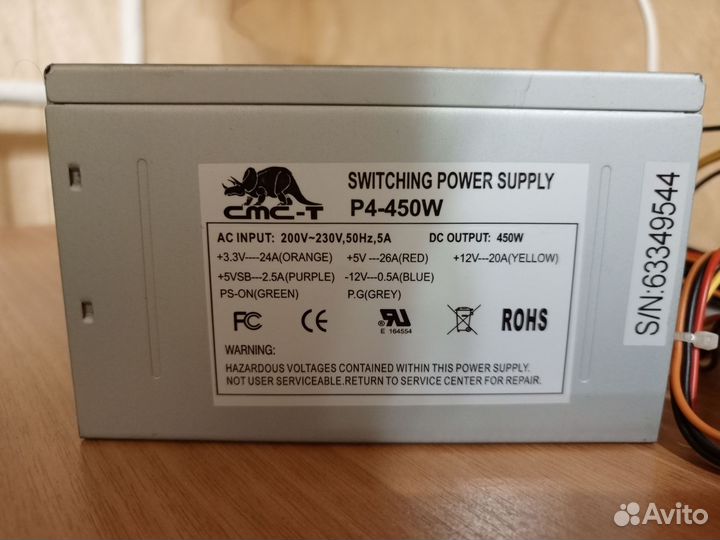 CMC-T
SWITCHING POWER SUPPLY
P4-450W
AC INPUT: 200V~230V,50Hz,5A DC OUTPUT: 450W
+3.3V----24A(ORANGE) +5V ---26A(RED) +12V---20A(YELLOW)
+5VSB---2.5A(PURPLE) -12V---0.5A(BLUE)
PS-ON(GREEN) P.G(GREY)
FC CE RU ROHS
E 164554
WARNING:
HAZARDOUS VOLTAGES CONTAINED WITHIN THIS POWER SUPPLY.
NOT USER SERVICEABLE.RETURN TO SERVICE CENTER FOR REPAIR.
S/N:63349544
Avito